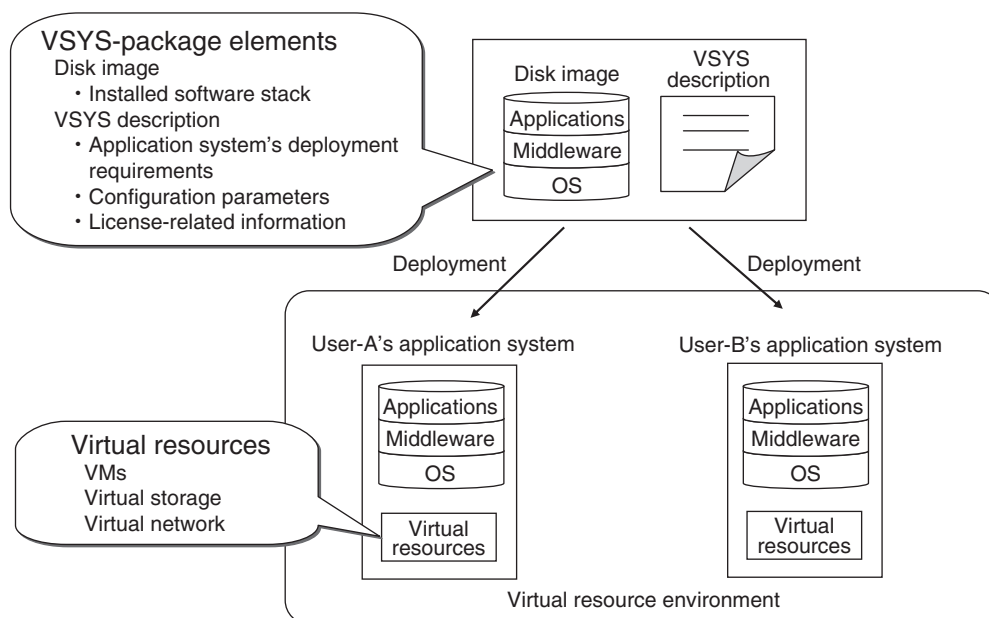 VSYS-package elements
Disk image
・Installed software stack
VSYS description
・Application system's deployment
requirements
・Configuration parameters
・License-related information
Disk image
Applications
Middleware
OS
VSYS
description
Deployment
Deployment
User-A's application system
Applications
Middleware
OS
Virtual
resources
User-B's application system
Applications
Middleware
OS
Virtual
resources
Virtual resources
VMs
Virtual storage
Virtual network
Virtual resource environment